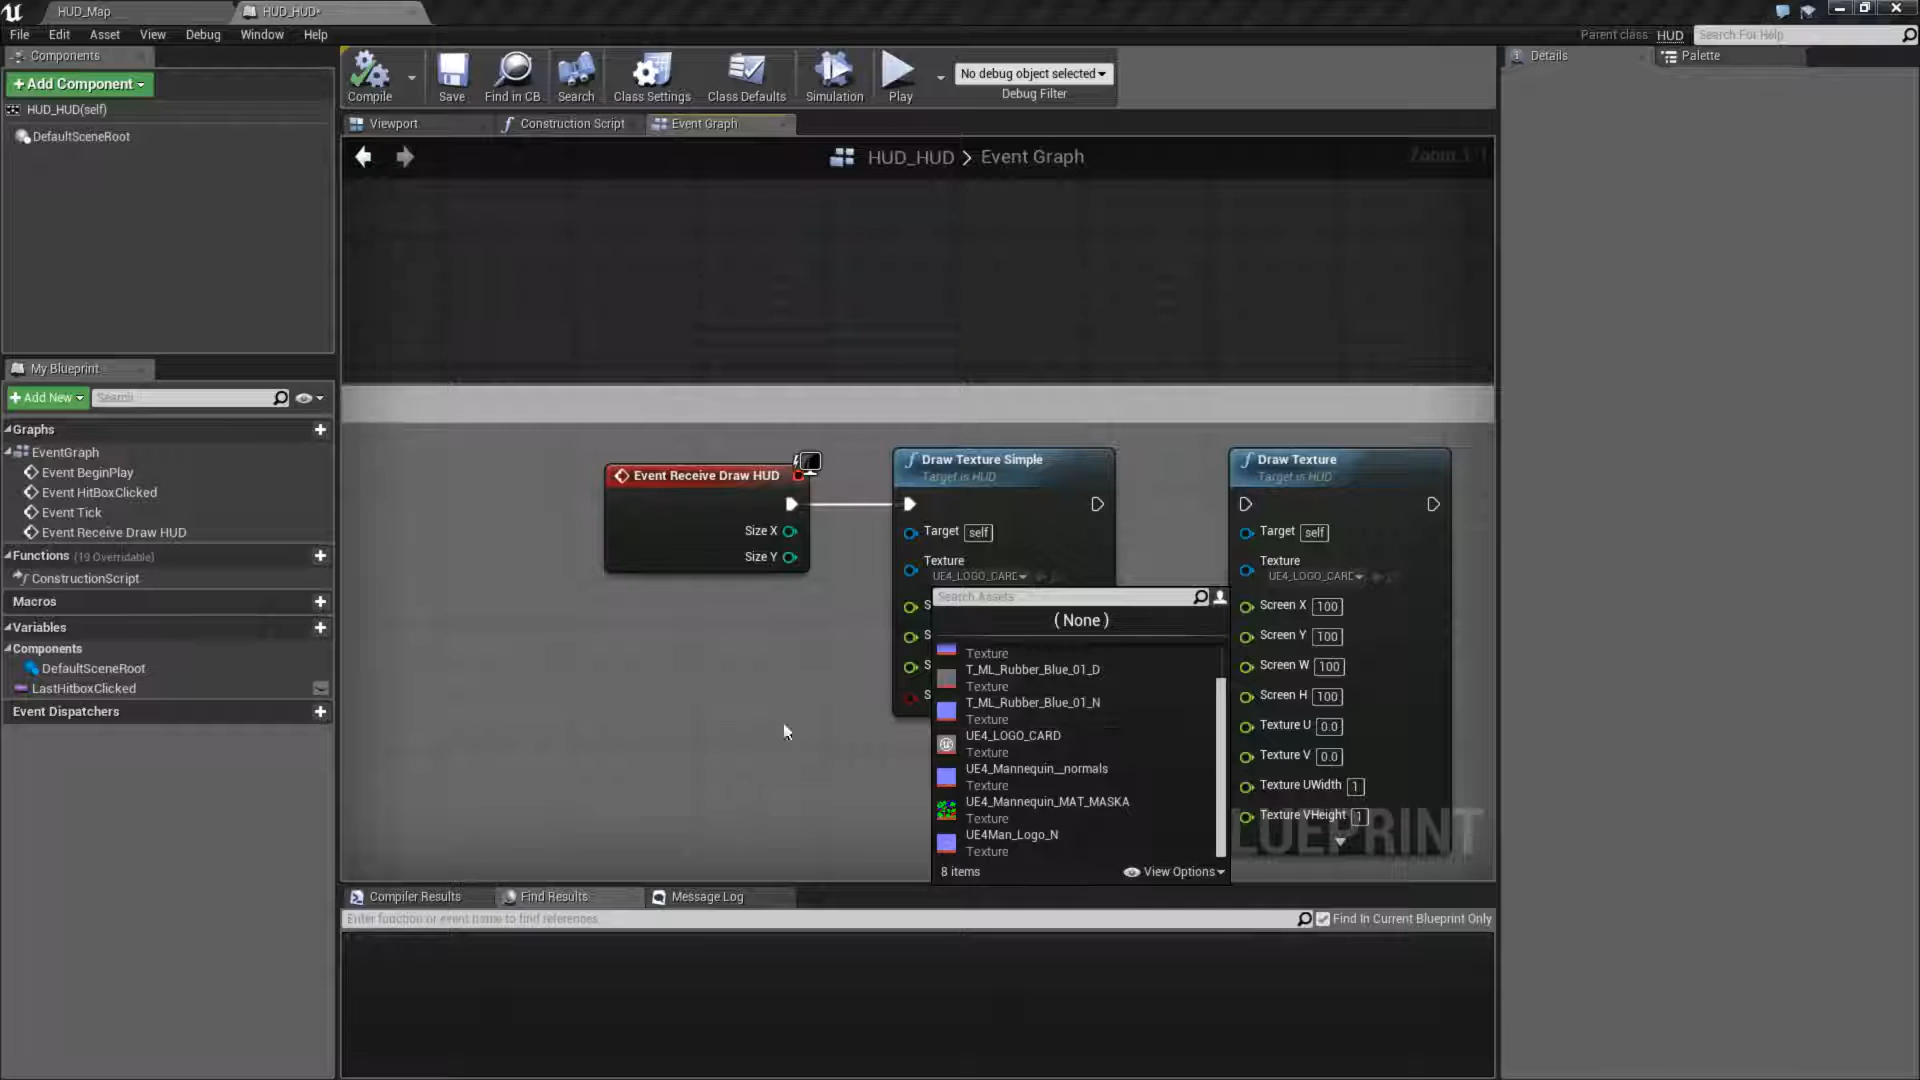 HUD_Map
HUD_HUD*
File Edit Asset View Debug Window Help
Parent class: HUD
Search For Help
Components
+ Add Component
HUD_HUD(self)
DefaultSceneRoot
Compile
Save
Find in CB
Search
Class Settings
Class Defaults
Simulation
Play
No debug object selected
Debug Filter
Details
Palette
Viewport
Construction Script
Event Graph
HUD_HUD > Event Graph
Zoom 1:1
My Blueprint
+ Add New
Search
Graphs
EventGraph
Event BeginPlay
Event HitBoxClicked
Event Tick
Event Receive Draw HUD
Functions (19 Overridable)
ConstructionScript
Macros
Variables
Components
DefaultSceneRoot
LastHitboxClicked
Event Dispatchers
Event Receive Draw HUD
Size X
Size Y
Draw Texture Simple
Target is HUD
Target self
Texture
UE4_LOGO_CARD
S
S
S
S
Search Assets
( None )
Texture
T_ML_Rubber_Blue_01_D
Texture
T_ML_Rubber_Blue_01_N
Texture
UE4_LOGO_CARD
Texture
UE4_Mannequin__normals
Texture
UE4_Mannequin_MAT_MASKA
Texture
UE4Man_Logo_N
Texture
8 items
View Options
Draw Texture
Target is HUD
Target self
Texture
UE4_LOGO_CARD
Screen X 100
Screen Y 100
Screen W 100
Screen H 100
Texture U 0.0
Texture V 0.0
Texture UWidth 1
Texture VHeight 1
LUEPRINT
Compiler Results
Find Results
Message Log
Enter function or event name to find references...
Find In Current Blueprint Only